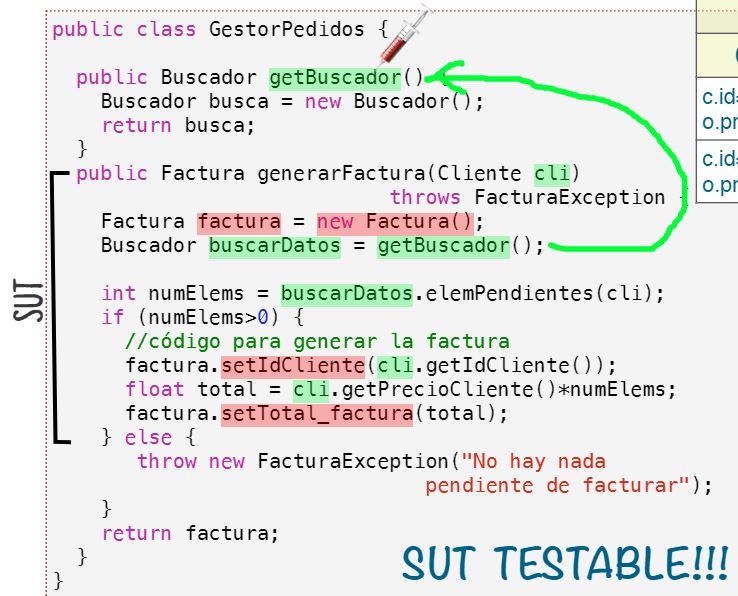 public class GestorPedidos {
public Buscador getBuscador() {
Buscador busca = new Buscador();
return busca;
}
public Factura generarFactura(Cliente cli)
throws FacturaException {
Factura factura = new Factura();
Buscador buscarDatos = getBuscador();
int numElems = buscarDatos.elemPendientes(cli);
if (numElems>0) {
//código para generar la factura
factura.setIdCliente(cli.getIdCliente());
float total = cli.getPrecioCliente()*numElems;
factura.setTotal_factura(total);
} else {
throw new FacturaException("No hay nada
pendiente de facturar");
}
return factura;
}
}
SUT
SUT TESTABLE!!!
c.id=
o.pr
c.id=
o.pr